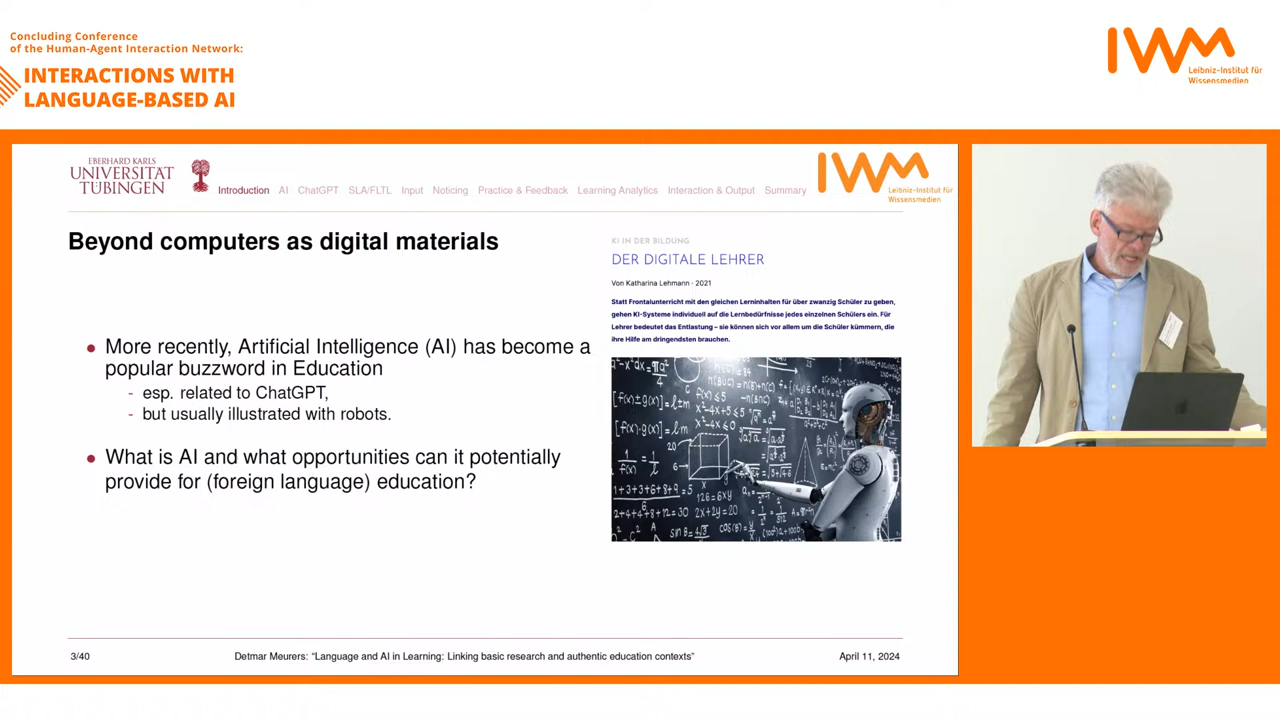 Concluding Conference
of the Human-Agent Interaction Network:
INTERACTIONS WITH
LANGUAGE-BASED AI
IWM
Leibniz-Institut für
Wissensmedien
EBERHARD KARLS
UNIVERSITÄT
TÜBINGEN
Introduction AI ChatGPT SLA/FLTL Input Noticing Practice & Feedback Learning Analytics Interaction & Output Summary
IWM
Leibniz-Institut für
Wissensmedien
Beyond computers as digital materials
KI IN DER BILDUNG
DER DIGITALE LEHRER
Von Katharina Lehmann · 2021
Statt Frontalunterricht mit den gleichen Lerninhalten für über zwanzig Schüler zu geben,
gehen KI-Systeme individuell auf die Lernbedürfnisse jedes einzelnen Schülers ein. Für
Lehrer bedeutet das Entlastung – sie können sich vor allem um die Schüler kümmern, die
ihre Hilfe am dringendsten brauchen.
• More recently, Artificial Intelligence (AI) has become a
popular buzzword in Education
- esp. related to ChatGPT,
- but usually illustrated with robots.
• What is AI and what opportunities can it potentially
provide for (foreign language) education?
3/40
Detmar Meurers: “Language and AI in Learning: Linking basic research and authentic education contexts”
April 11, 2024